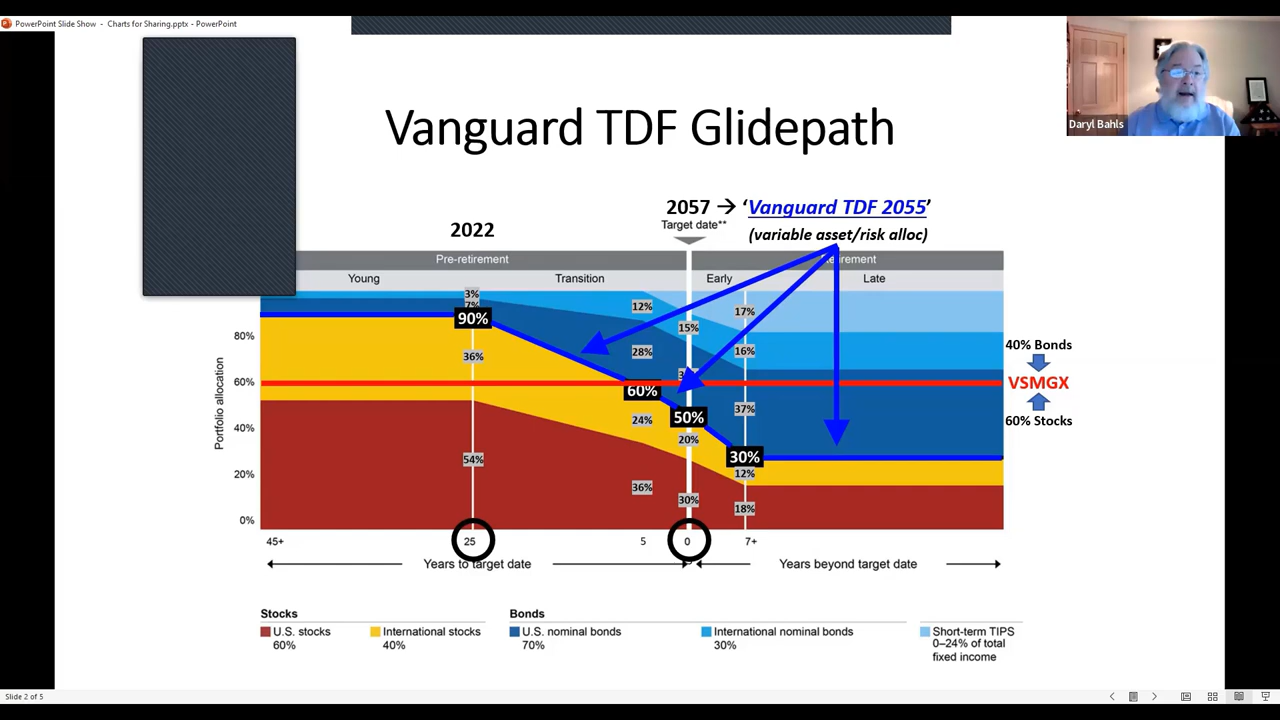 PowerPoint Slide Show - Charts for Sharing.pptx - PowerPoint
Daryl Bahls
Vanguard TDF Glidepath
2057 → ‘Vanguard TDF 2055’
2022
Target date**
(variable asset/risk alloc)
Pre-retirement
Young
Transition
Early
Late
3%
7%
90%
36%
54%
12%
28%
60%
24%
36%
15%
50%
20%
30%
17%
16%
37%
30%
12%
18%
80%
60%
40%
20%
0%
Portfolio allocation
40% Bonds
VSMGX
60% Stocks
45+
25
5
0
7+
Years to target date
Years beyond target date
Stocks
Bonds
U.S. stocks
60%
International stocks
40%
U.S. nominal bonds
70%
International nominal bonds
30%
Short-term TIPS
0–24% of total
fixed income
Slide 2 of 5